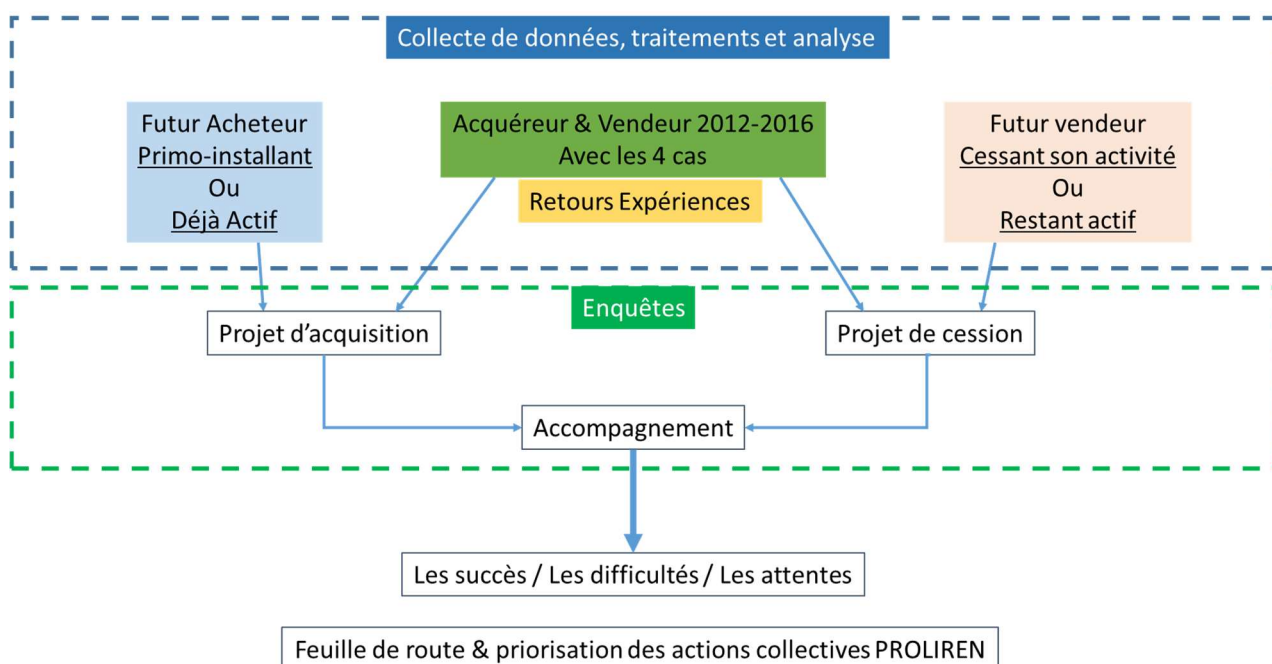 Collecte de données, traitements et analyse
Futur Acheteur
Primo-installant
Ou
Déjà Actif
Acquéreur & Vendeur 2012-2016
Avec les 4 cas
Retours Expériences
Futur vendeur
Cessant son activité
Ou
Restant actif
Enquêtes
Projet d’acquisition
Projet de cession
Accompagnement
Les succès / Les difficultés / Les attentes
Feuille de route & priorisation des actions collectives PROLIREN